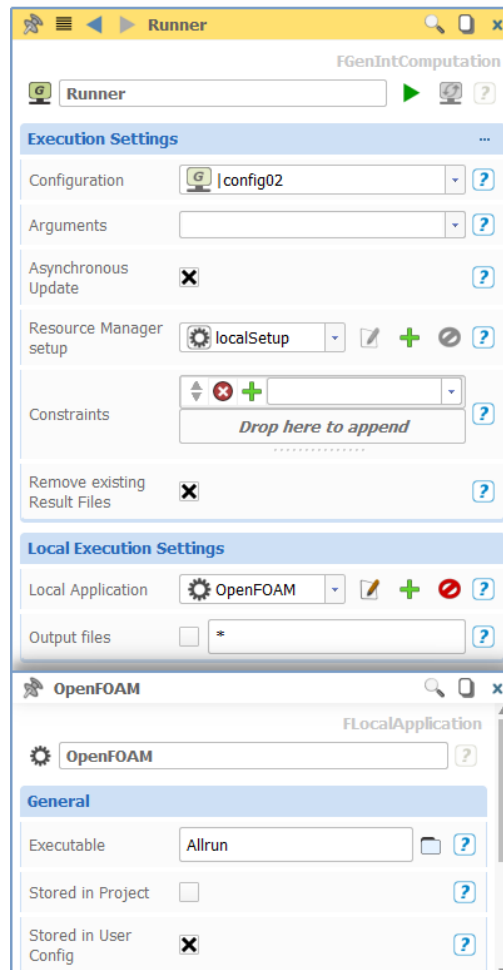 Runner
FGenIntComputation
G Runner
?
Execution Settings ...
Configuration G |config02 ?
Arguments ?
Asynchronous
Update ?
Resource Manager
setup localSetup ?
Constraints ?
Drop here to append
Remove existing
Result Files ?
Local Execution Settings
Local Application OpenFOAM ?
Output files * ?
OpenFOAM
FLocalApplication
OpenFOAM ?
General
Executable Allrun ?
Stored in Project ?
Stored in User
Config ?